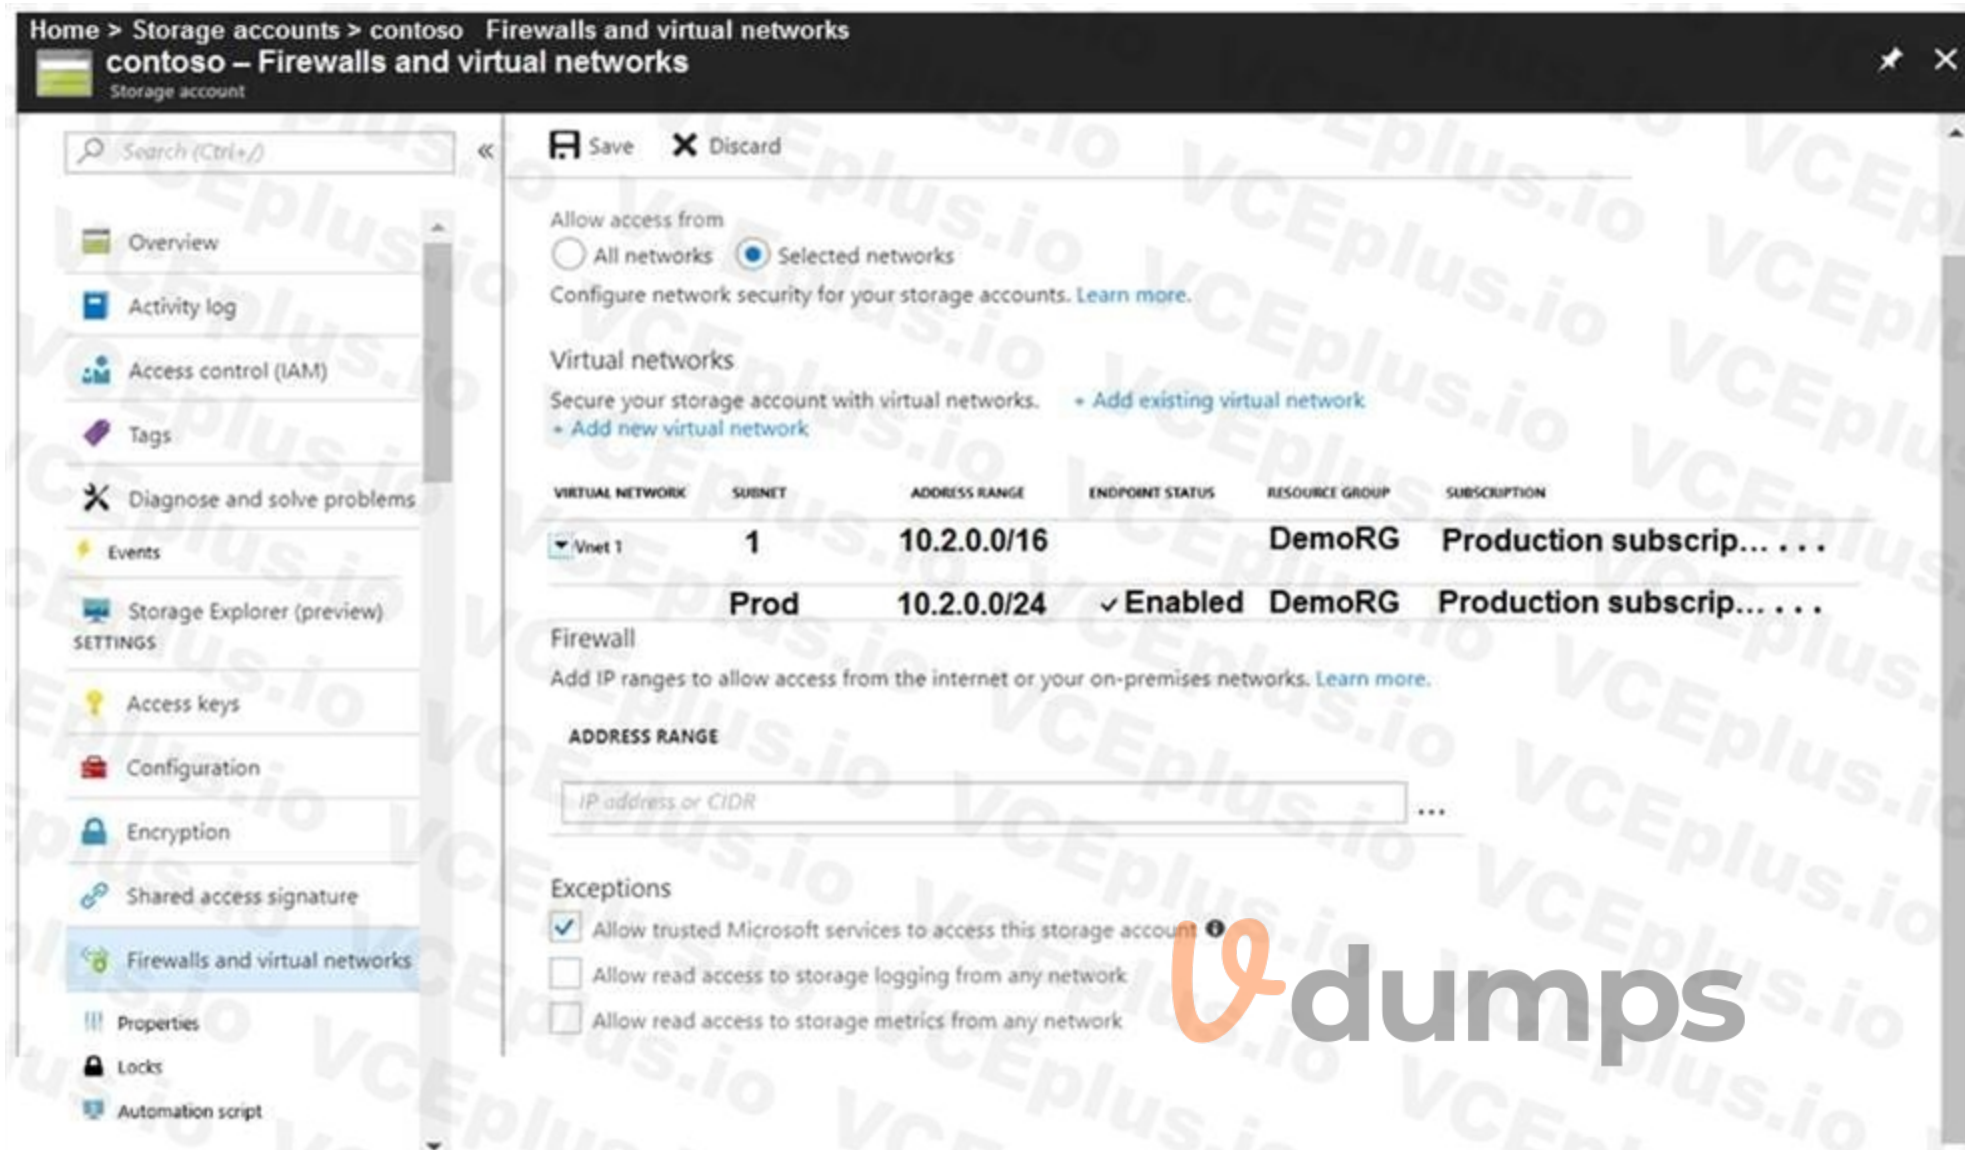 Home > Storage accounts > contoso Firewalls and virtual networks
contoso – Firewalls and virtual networks
Storage account
Search (Ctrl+/)
«
Overview
Activity log
Access control (IAM)
Tags
Diagnose and solve problems
Events
Storage Explorer (preview)
SETTINGS
Access keys
Configuration
Encryption
Shared access signature
Firewalls and virtual networks
Properties
Locks
Automation script
Save Discard
Allow access from
All networks Selected networks
Configure network security for your storage accounts. Learn more.
Virtual networks
Secure your storage account with virtual networks. + Add existing virtual network
+ Add new virtual network
VIRTUAL NETWORK SUBNET ADDRESS RANGE ENDPOINT STATUS RESOURCE GROUP SUBSCRIPTION
Vnet 1 1 10.2.0.0/16 DemoRG Production subscrip... ...
Prod 10.2.0.0/24 ✓Enabled DemoRG Production subscrip... ...
Firewall
Add IP ranges to allow access from the internet or your on-premises networks. Learn more.
ADDRESS RANGE
IP address or CIDR ...
Exceptions
Allow trusted Microsoft services to access this storage account
Allow read access to storage logging from any network
Allow read access to storage metrics from any network
Vdumps
VCEplus.io